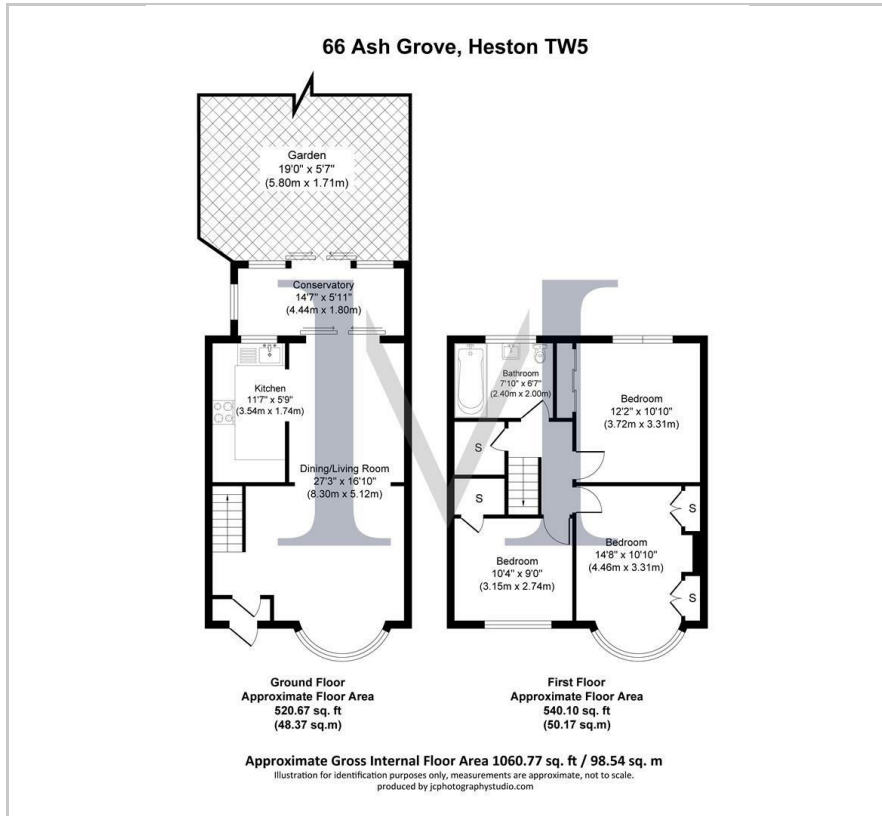 66 Ash Grove, Heston TW5
Garden
19'0" x 5'7"
(5.80m x 1.71m)
Conservatory
14'7" x 5'11"
(4.44m x 1.80m)
Kitchen
11'7" x 5'9"
(3.54m x 1.74m)
Dining/Living Room
27'3" x 16'10"
(8.30m x 5.12m)
Ground Floor
Approximate Floor Area
520.67 sq. ft
(48.37 sq.m)
Bathroom
7'10" x 6'7"
(2.40m x 2.00m)
Bedroom
12'2" x 10'10"
(3.72m x 3.31m)
S
S
S
Bedroom
14'8" x 10'10"
(4.46m x 3.31m)
Bedroom
10'4" x 9'0"
(3.15m x 2.74m)
S
First Floor
Approximate Floor Area
540.10 sq. ft
(50.17 sq.m)
Approximate Gross Internal Floor Area 1060.77 sq. ft / 98.54 sq. m
Illustration for identification purposes only, measurements are approximate, not to scale.
produced by jcphotographystudio.com
IMI